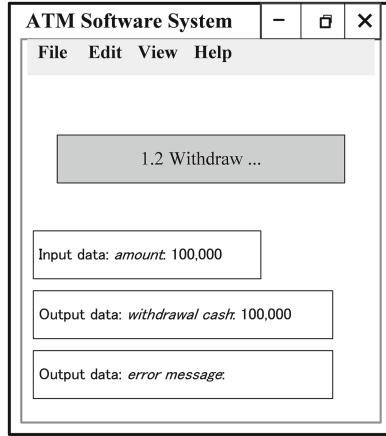 ATM Software System
File Edit View Help
1.2 Withdraw ...
Input data: amount: 100,000
Output data: withdrawal cash: 100,000
Output data: error message: